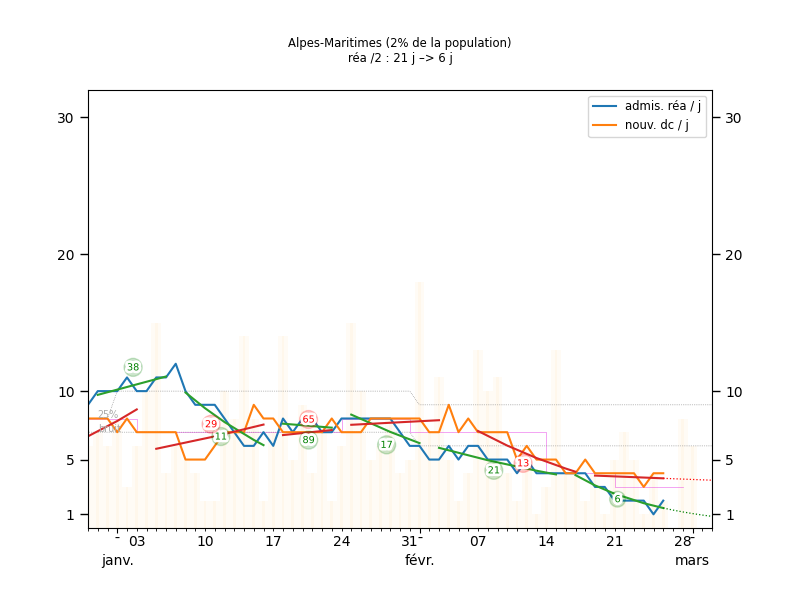 Alpes-Maritimes (2% de la population)
réa /2 : 21 j –> 6 j
admis. réa / j
nouv. dc / j
30 30
20 20
10 10
5 5
1 1
38
25%
bruit
29
11
65
89
17
21
13
6
03 10 17 24 31 07 14 21 28
janv. févr. mars